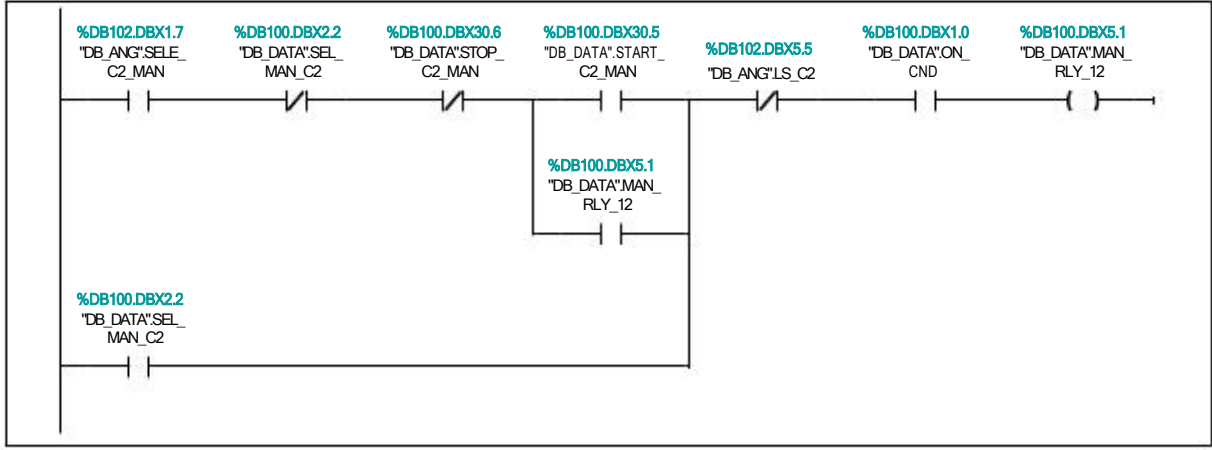 %DB102.DBX1.7
"DB_ANG".SELE_
C2_MAN
%DB100.DBX2.2
"DB_DATA".SEL_
MAN_C2
%DB100.DBX30.6
"DB_DATA".STOP_
C2_MAN
%DB100.DBX30.5
"DB_DATA".START_
C2_MAN
%DB102.DBX5.5
"DB_ANG".LS_C2
%DB100.DBX1.0
"DB_DATA".ON_
CND
%DB100.DBX5.1
"DB_DATA".MAN_
RLY_12
%DB100.DBX5.1
"DB_DATA".MAN_
RLY_12
%DB100.DBX2.2
"DB_DATA".SEL_
MAN_C2